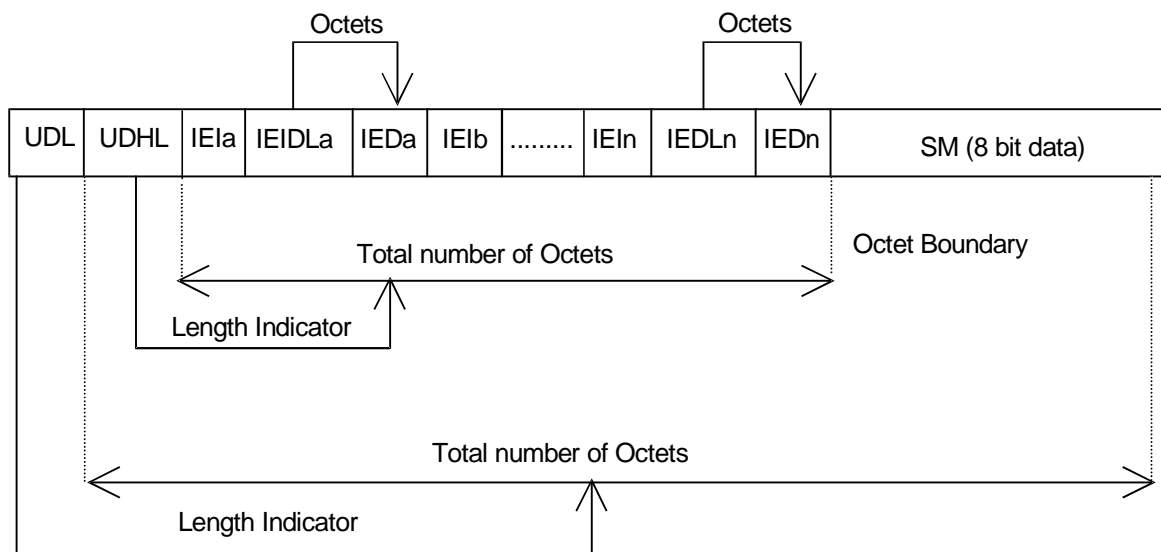 Octets Octets
UDL UDHL IEIa IEIDLa IEDa IEIb ......... IEIn IEDLn IEDn SM (8 bit data)
Total number of Octets Octet Boundary
Length Indicator
Total number of Octets
Length Indicator